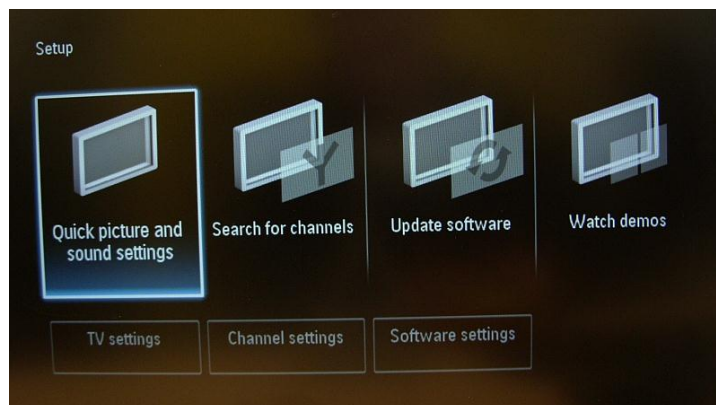 Setup
Quick picture and
sound settings
Search for channels
Update software
Watch demos
TV settings
Channel settings
Software settings